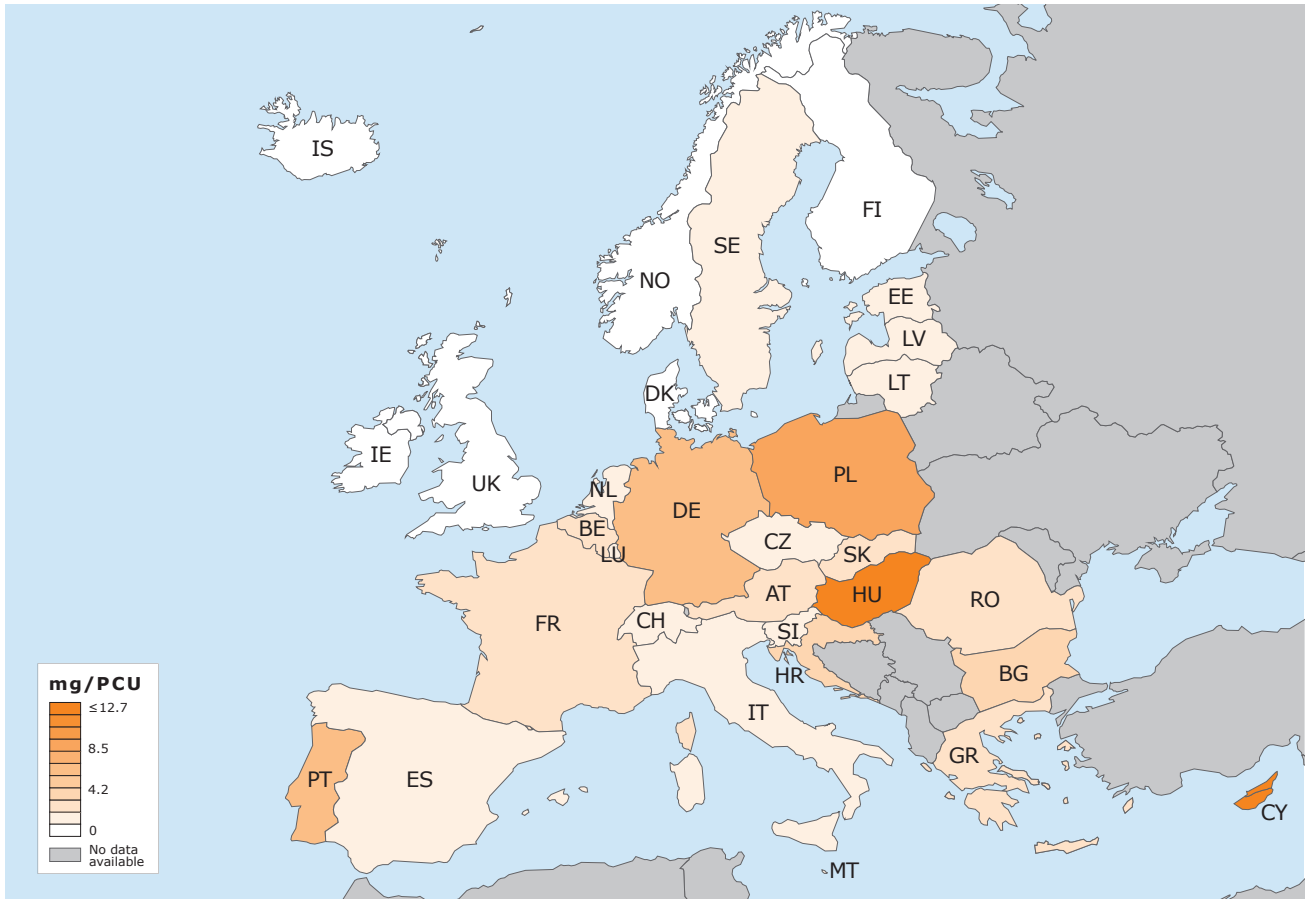 IS
FI
SE
NO
EE
LV
LT
DK
IE
UK
NL
PL
DE
BE
LU
CZ
SK
AT
HU
RO
FR
CH
SI
HR
BG
IT
PT
ES
GR
CY
MT
mg/PCU
≤12.7
8.5
4.2
0
No data
available